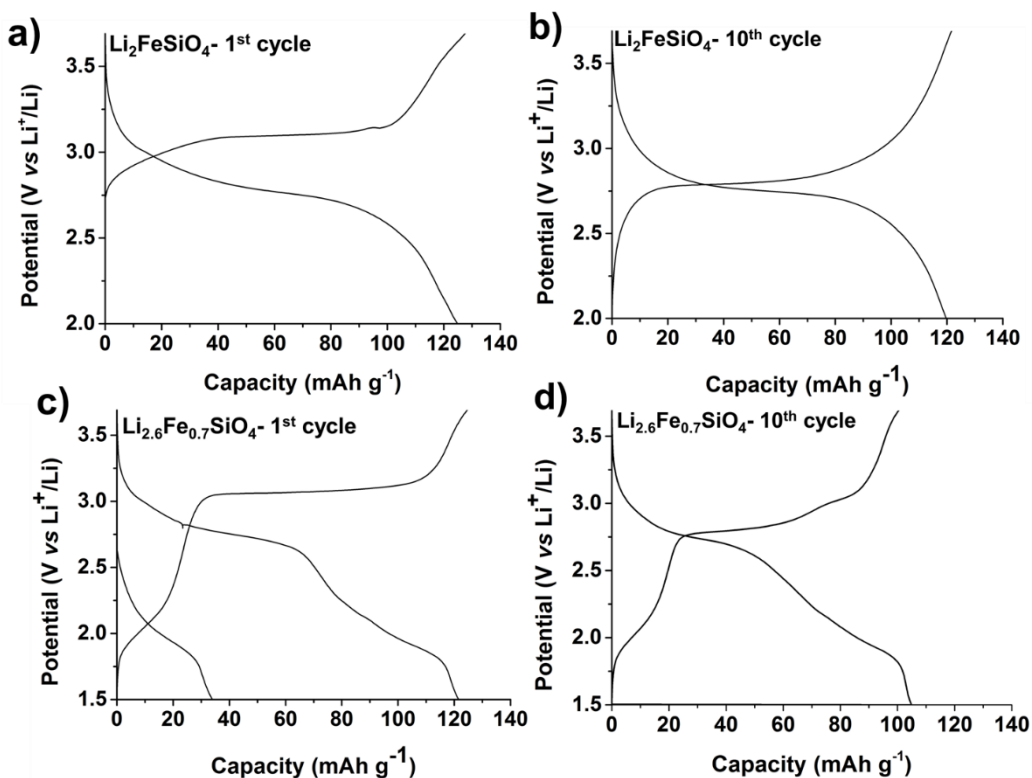 a)
Li2FeSiO4- 1st cycle
Potential (V vs Li+/Li)
3.5
3.0
2.5
2.0
0 20 40 60 80 100 120 140
Capacity (mAh g-1)
b)
Li2FeSiO4- 10th cycle
Potential (V vs Li+/Li)
3.5
3.0
2.5
2.0
0 20 40 60 80 100 120 140
Capacity (mAh g-1)
c)
Li2.6Fe0.7SiO4- 1st cycle
Potential (V vs Li+/Li)
3.5
3.0
2.5
2.0
1.5
0 20 40 60 80 100 120 140
Capacity (mAh g-1)
d)
Li2.6Fe0.7SiO4- 10th cycle
Potential (V vs Li+/Li)
3.5
3.0
2.5
2.0
1.5
0 20 40 60 80 100 120 140
Capacity (mAh g-1)